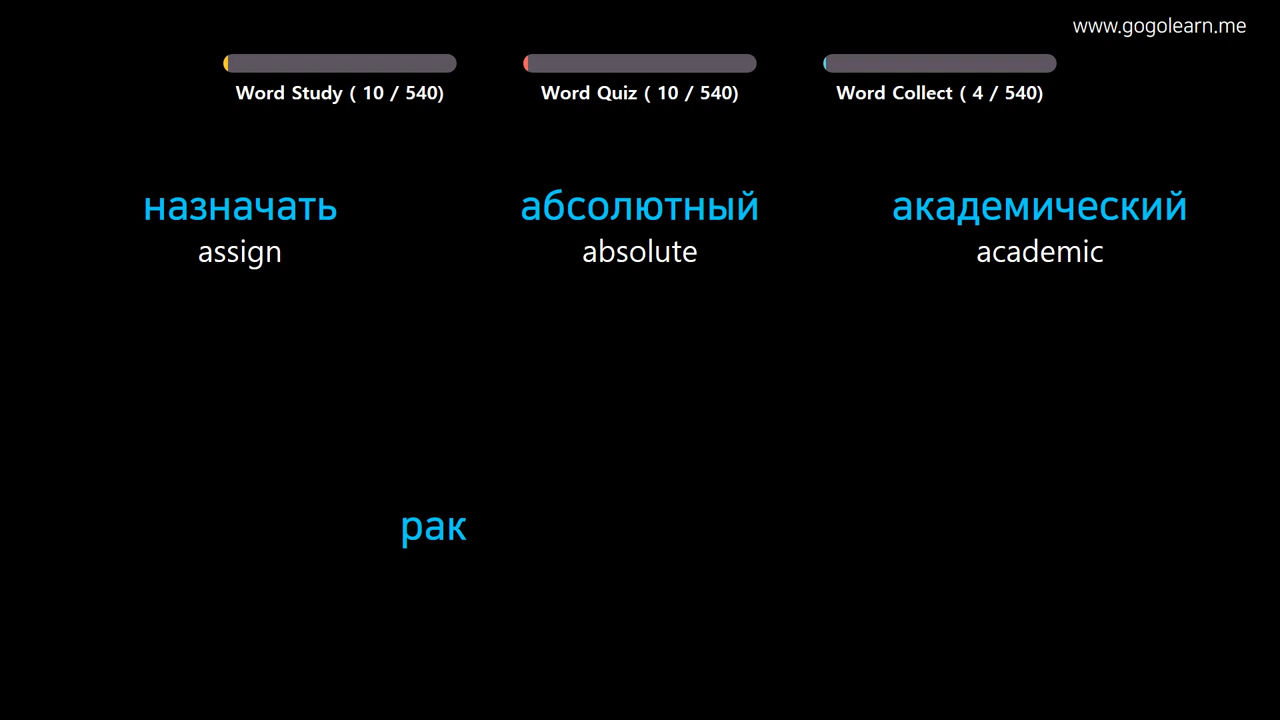 www.gogolearn.me
Word Study ( 10 / 540)
Word Quiz ( 10 / 540)
Word Collect ( 4 / 540)
назначать
абсолютный
академический
assign
absolute
academic
рак